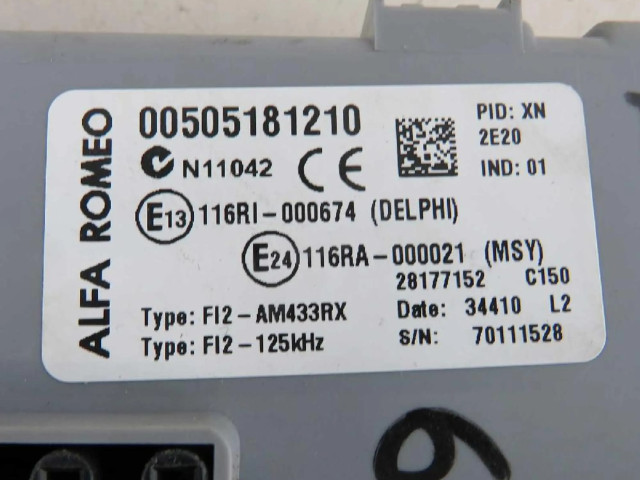 ALFA ROMEO
00505181210
PID: XN
2E20
N11042 CE
IND: 01
E13 116RI-000674 (DELPHI)
E24 116RA-000021 (MSY)
28177152 C150
Type: FI2-AM433RX
Date: 34410 L2
Type: FI2-125kHz
S/N: 70111528
6